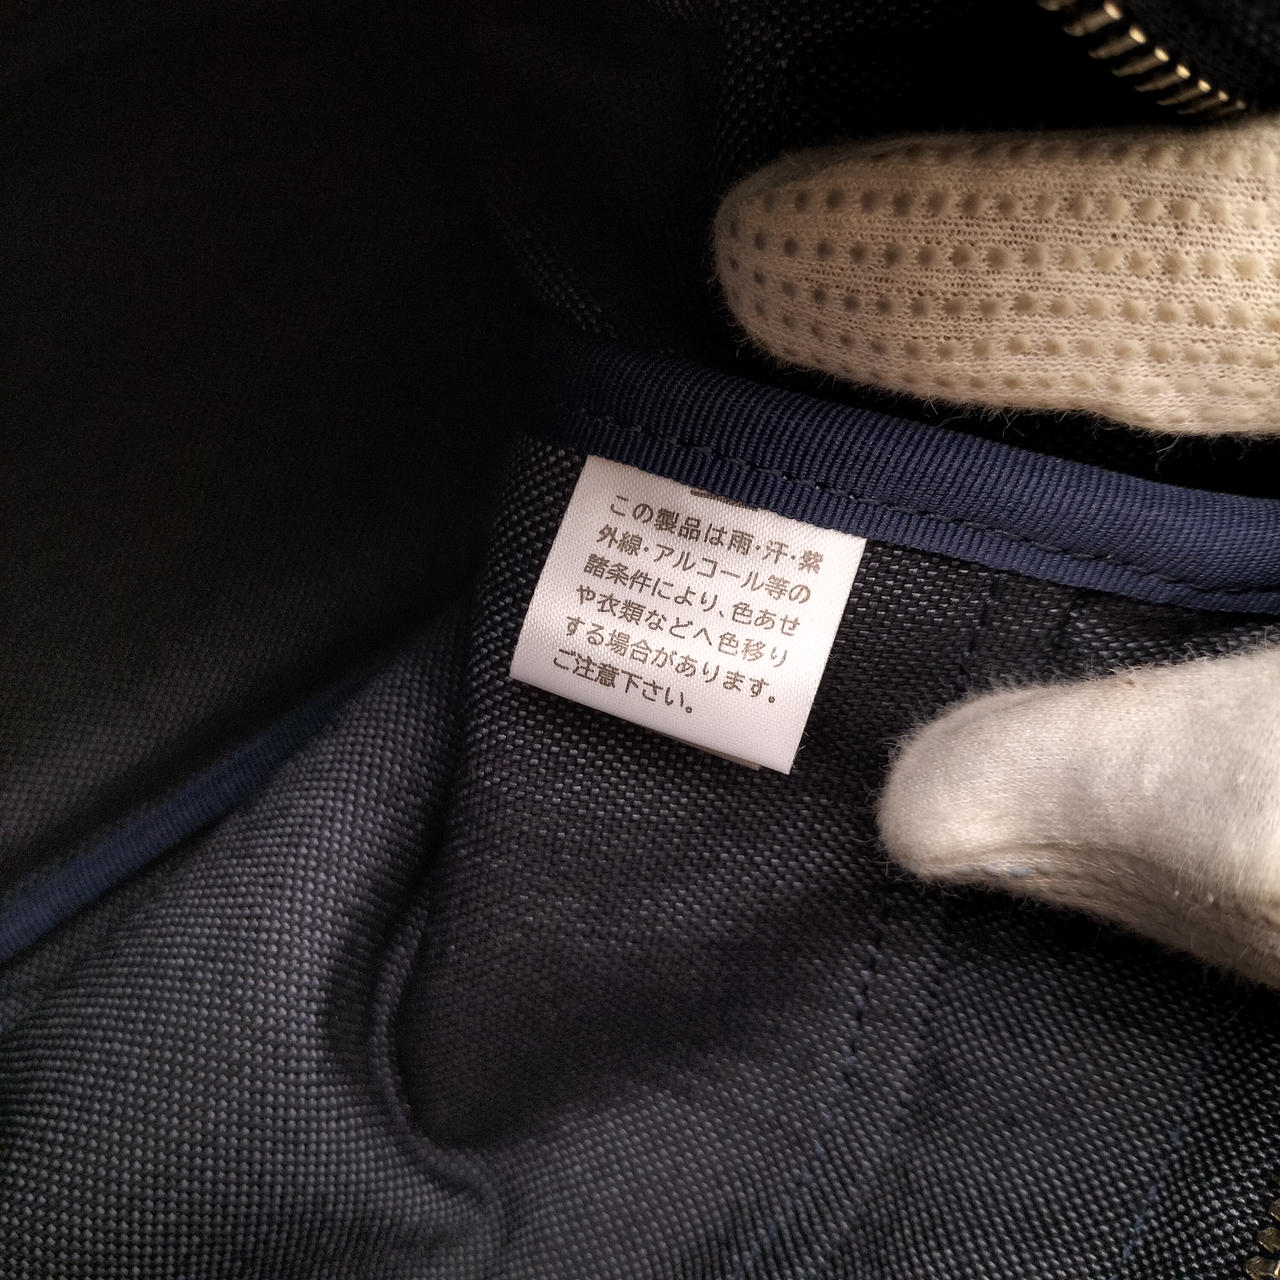 この製品は雨・汗・紫
外線・アルコール等の
諸条件により、色あせ
や衣類などへ色移り
する場合があります。
ご注意下さい。